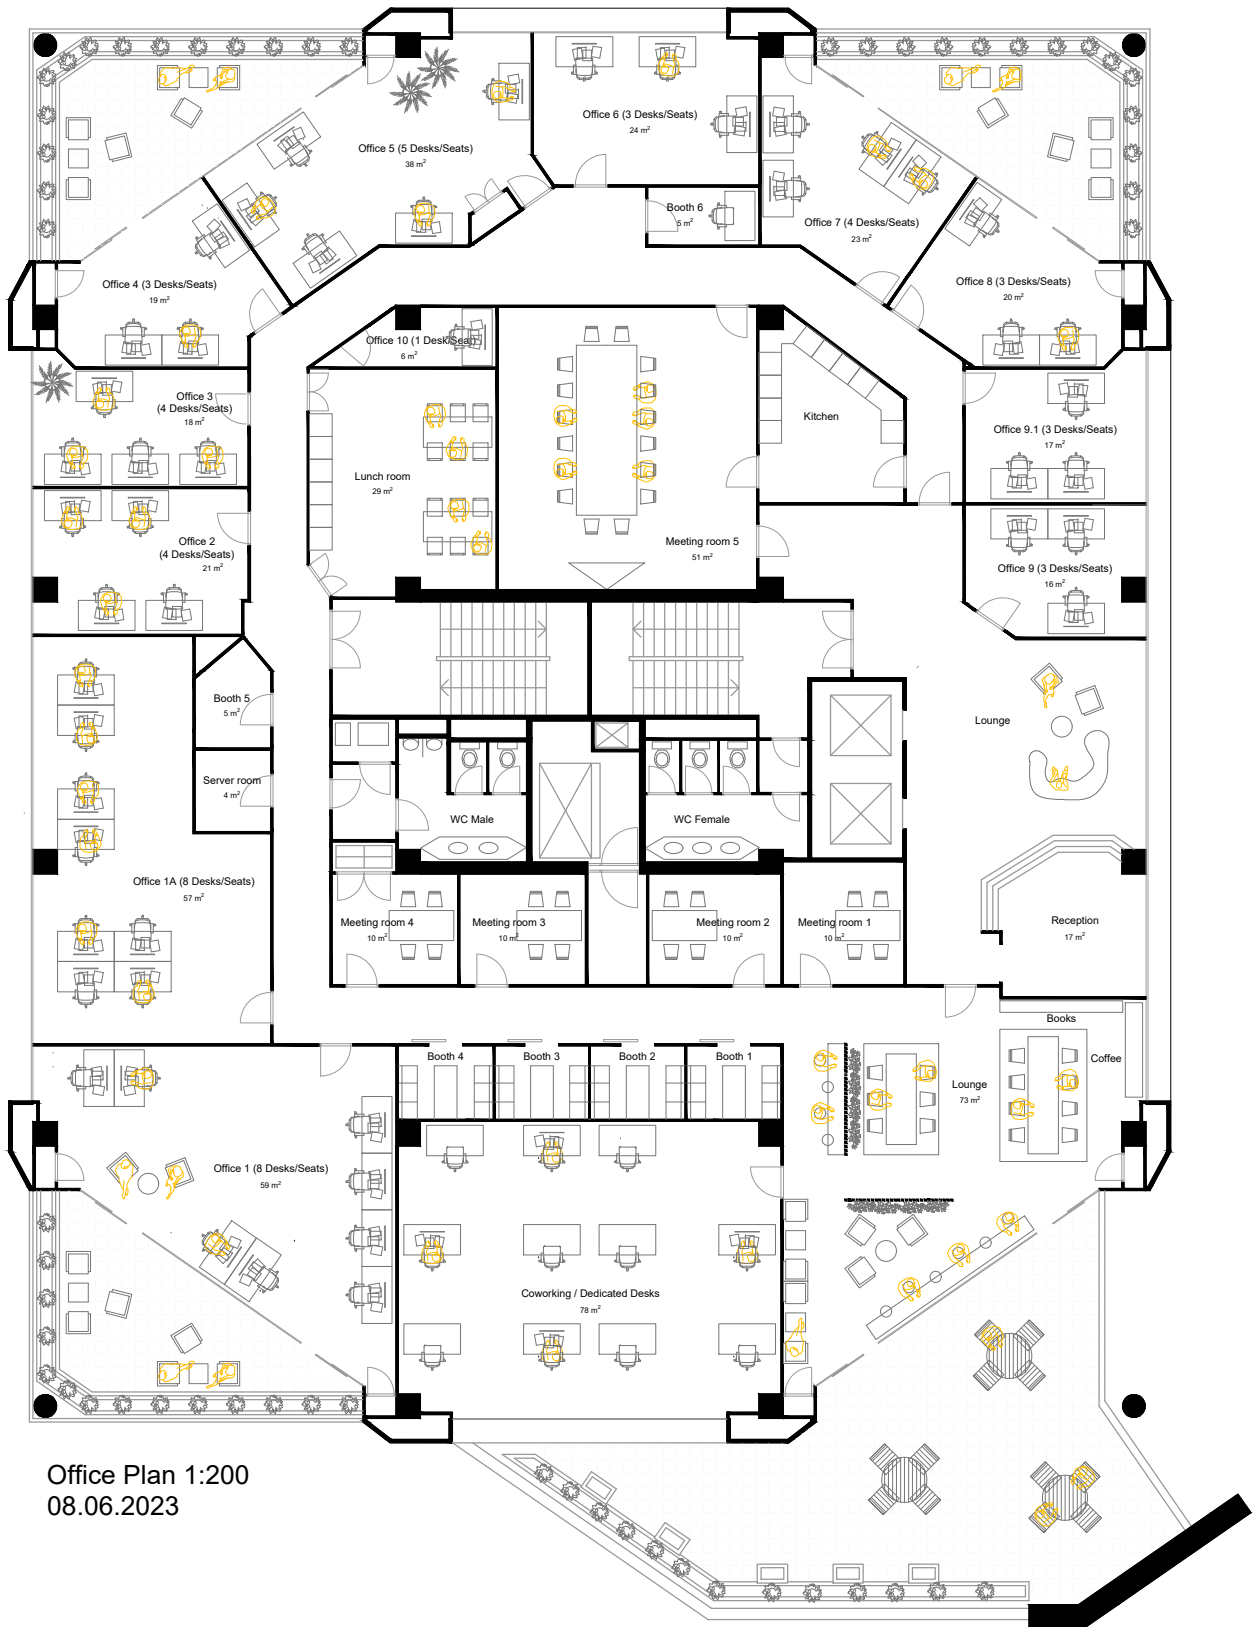 Office 6 (3 Desks/Seats)
24 m²
Office 5 (5 Desks/Seats)
38 m²
Booth 6
5 m²
Office 7 (4 Desks/Seats)
23 m²
Office 4 (3 Desks/Seats)
19 m²
Office 8 (3 Desks/Seats)
20 m²
Office 10 (1 Desk/Seat)
6 m²
Office 3
(4 Desks/Seats)
18 m²
Kitchen
Office 9.1 (3 Desks/Seats)
17 m²
Lunch room
29 m²
Office 2
(4 Desks/Seats)
21 m²
Meeting room 5
51 m²
Office 9 (3 Desks/Seats)
16 m²
Booth 5
5 m²
Lounge
Server room
4 m²
WC Male
WC Female
Office 1A (8 Desks/Seats)
57 m²
Meeting room 4
10 m²
Meeting room 3
10 m²
Meeting room 2
10 m²
Meeting room 1
10 m²
Reception
17 m²
Books
Coffee
Booth 4
Booth 3
Booth 2
Booth 1
Lounge
73 m²
Office 1 (8 Desks/Seats)
59 m²
Coworking / Dedicated Desks
78 m²
Office Plan 1:200
08.06.2023